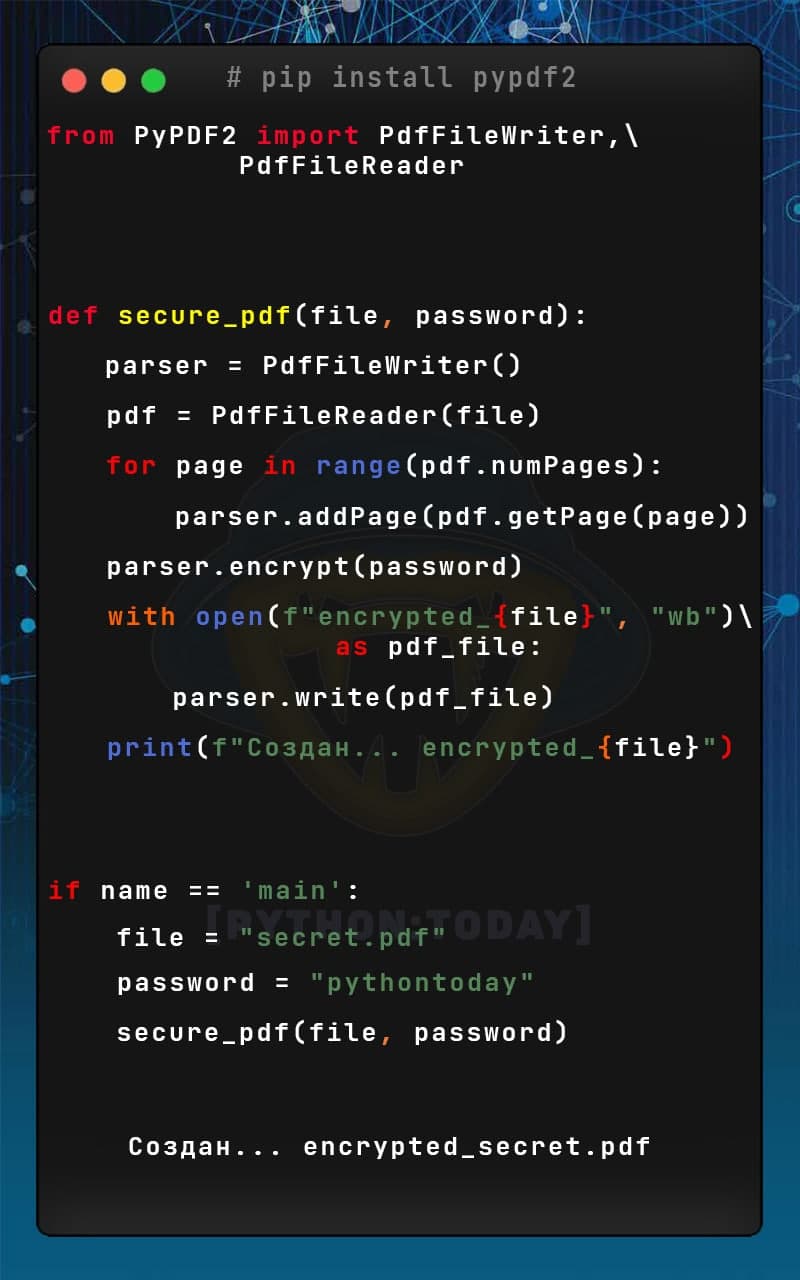 # pip install pypdf2
from PyPDF2 import PdfFileWriter,\
PdfFileReader
def secure_pdf(file, password):
parser = PdfFileWriter()
pdf = PdfFileReader(file)
for page in range(pdf.numPages):
parser.addPage(pdf.getPage(page))
parser.encrypt(password)
with open(f"encrypted_{file}", "wb")\
as pdf_file:
parser.write(pdf_file)
print(f"Создан... encrypted_{file}")
if name == 'main':
[PYTHON:TODAY]
file = "secret.pdf"
password = "pythontoday"
secure_pdf(file, password)
Создан... encrypted_secret.pdf